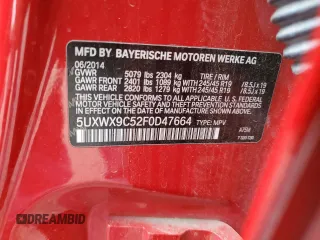 MFD BY BAYERISCHE MOTOREN WERKE AG
06/2014
GVWR 5079 lbs 2304 kg TIRE / RIM
GAWR FRONT 2401 lbs 1089 kg WITH 245/45 R19 / 8.5J x 19
GAWR REAR 2820 lbs 1279 kg WITH 245/45 R19 / 8.5J x 19
THIS VEHICLE CONFORMS TO ALL APPLICABLE U.S. FEDERAL
MOTOR VEHICLE SAFETY STANDARDS IN EFFECT ON THE
DATE OF MANUFACTURE SHOWN ABOVE.
5UXWX9C52F0D47664 TYPE: MPV
DREAMBID